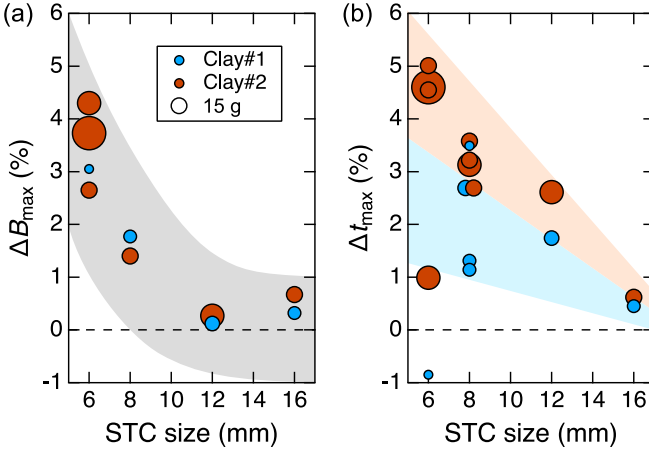 (a)
(b)
6
5
4
3
2
1
0
-1
ΔBmax (%)
Clay#1
Clay#2
15 g
6 8 10 12 14 16
STC size (mm)
6
5
4
3
2
1
0
-1
Δtmax (%)
6 8 10 12 14 16
STC size (mm)